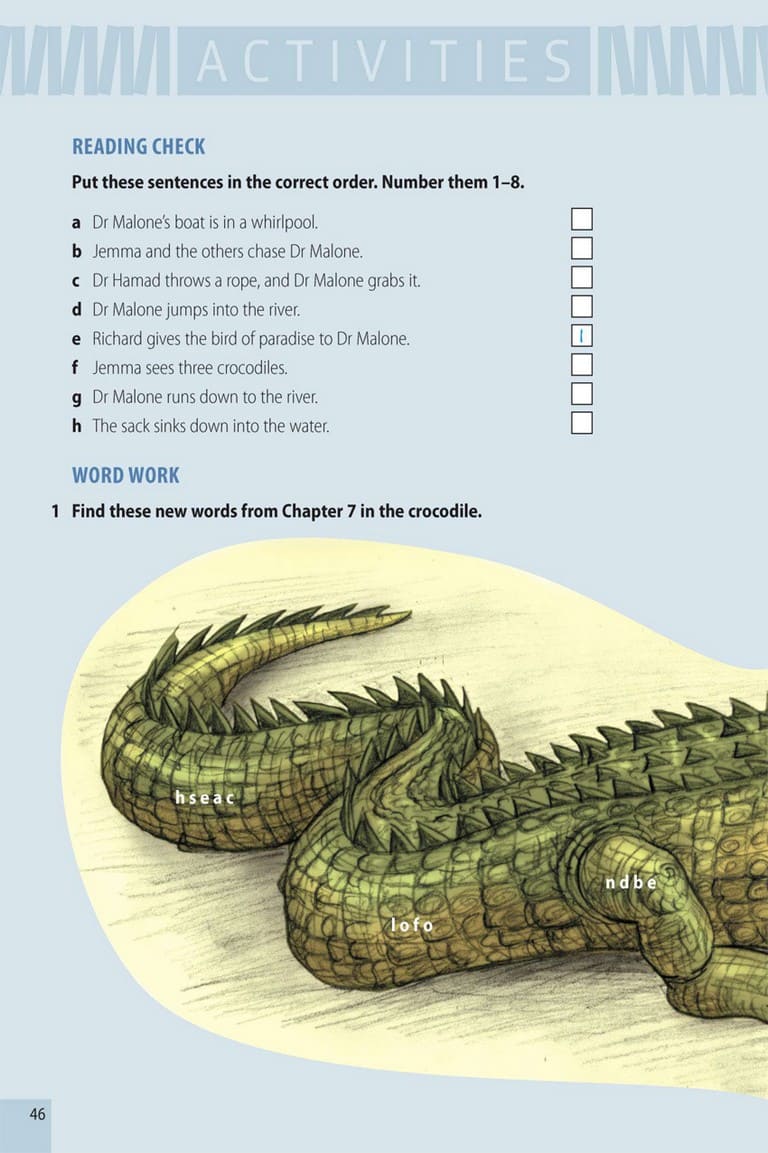 ACTIVITIES
READING CHECK
Put these sentences in the correct order. Number them 1–8.
a Dr Malone’s boat is in a whirlpool.
b Jemma and the others chase Dr Malone.
c Dr Hamad throws a rope, and Dr Malone grabs it.
d Dr Malone jumps into the river.
e Richard gives the bird of paradise to Dr Malone. 1
f Jemma sees three crocodiles.
g Dr Malone runs down to the river.
h The sack sinks down into the water.
WORD WORK
1 Find these new words from Chapter 7 in the crocodile.
hseac
ndbe
lofo
46